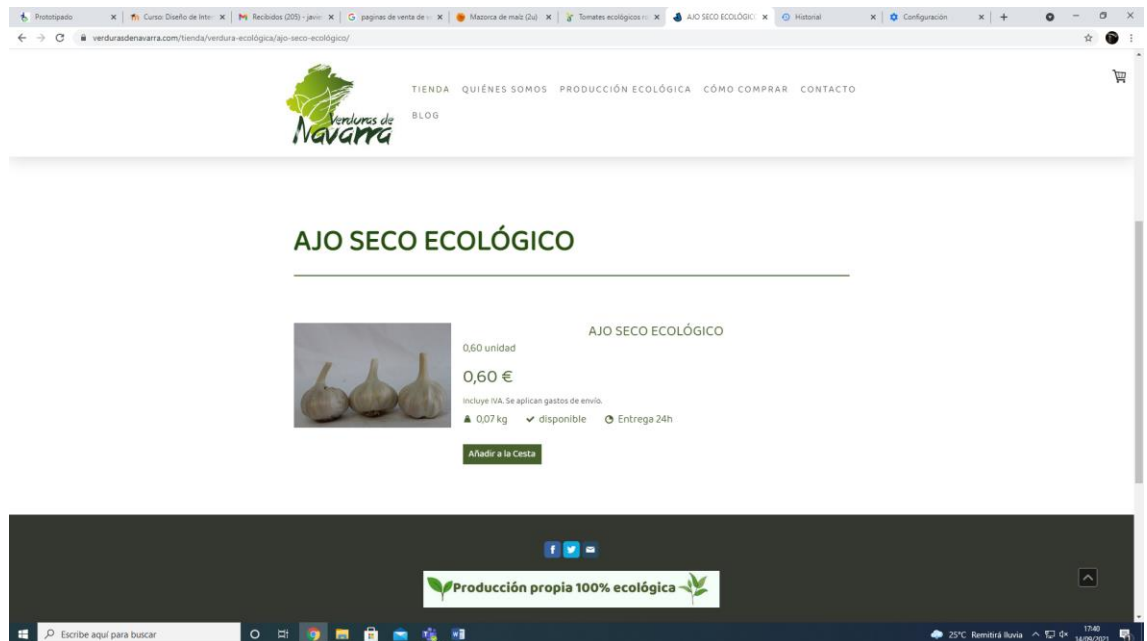 Prototipado
Curso: Diseño de Inter
Recibidos (205) - javie
paginas de venta de
Mazorca de maíz (2u)
Tomates ecológicos
AJO SECO ECOLÓGIC
Historial
Configuración
verdurasdenavarra.com/tienda/verdura-ecológica/ajo-seco-ecológico/
Verduras de
Navarra
TIENDA QUIÉNES SOMOS PRODUCCIÓN ECOLÓGICA CÓMO COMPRAR CONTACTO
BLOG
AJO SECO ECOLÓGICO
AJO SECO ECOLÓGICO
0,60 unidad
0,60 €
Incluye IVA. Se aplican gastos de envío.
0,07 kg disponible Entrega 24h
Añadir a la Cesta
Producción propia 100% ecológica
Escribe aquí para buscar
25°C Remitirá lluvia
17:40
14/09/2021